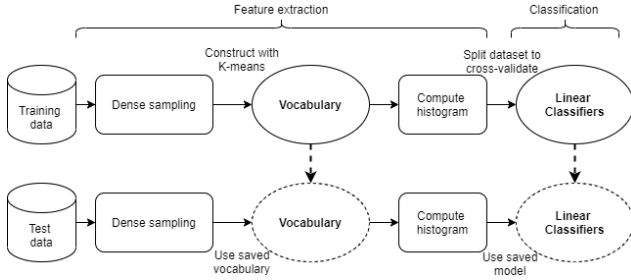 Feature extraction
Classification
Construct with
K-means
Split dataset to
cross-validate
Training
data
Dense sampling
Vocabulary
Compute
histogram
Linear
Classifiers
Test
data
Dense sampling
Vocabulary
Compute
histogram
Linear
Classifiers
Use saved
vocabulary
Use saved
model